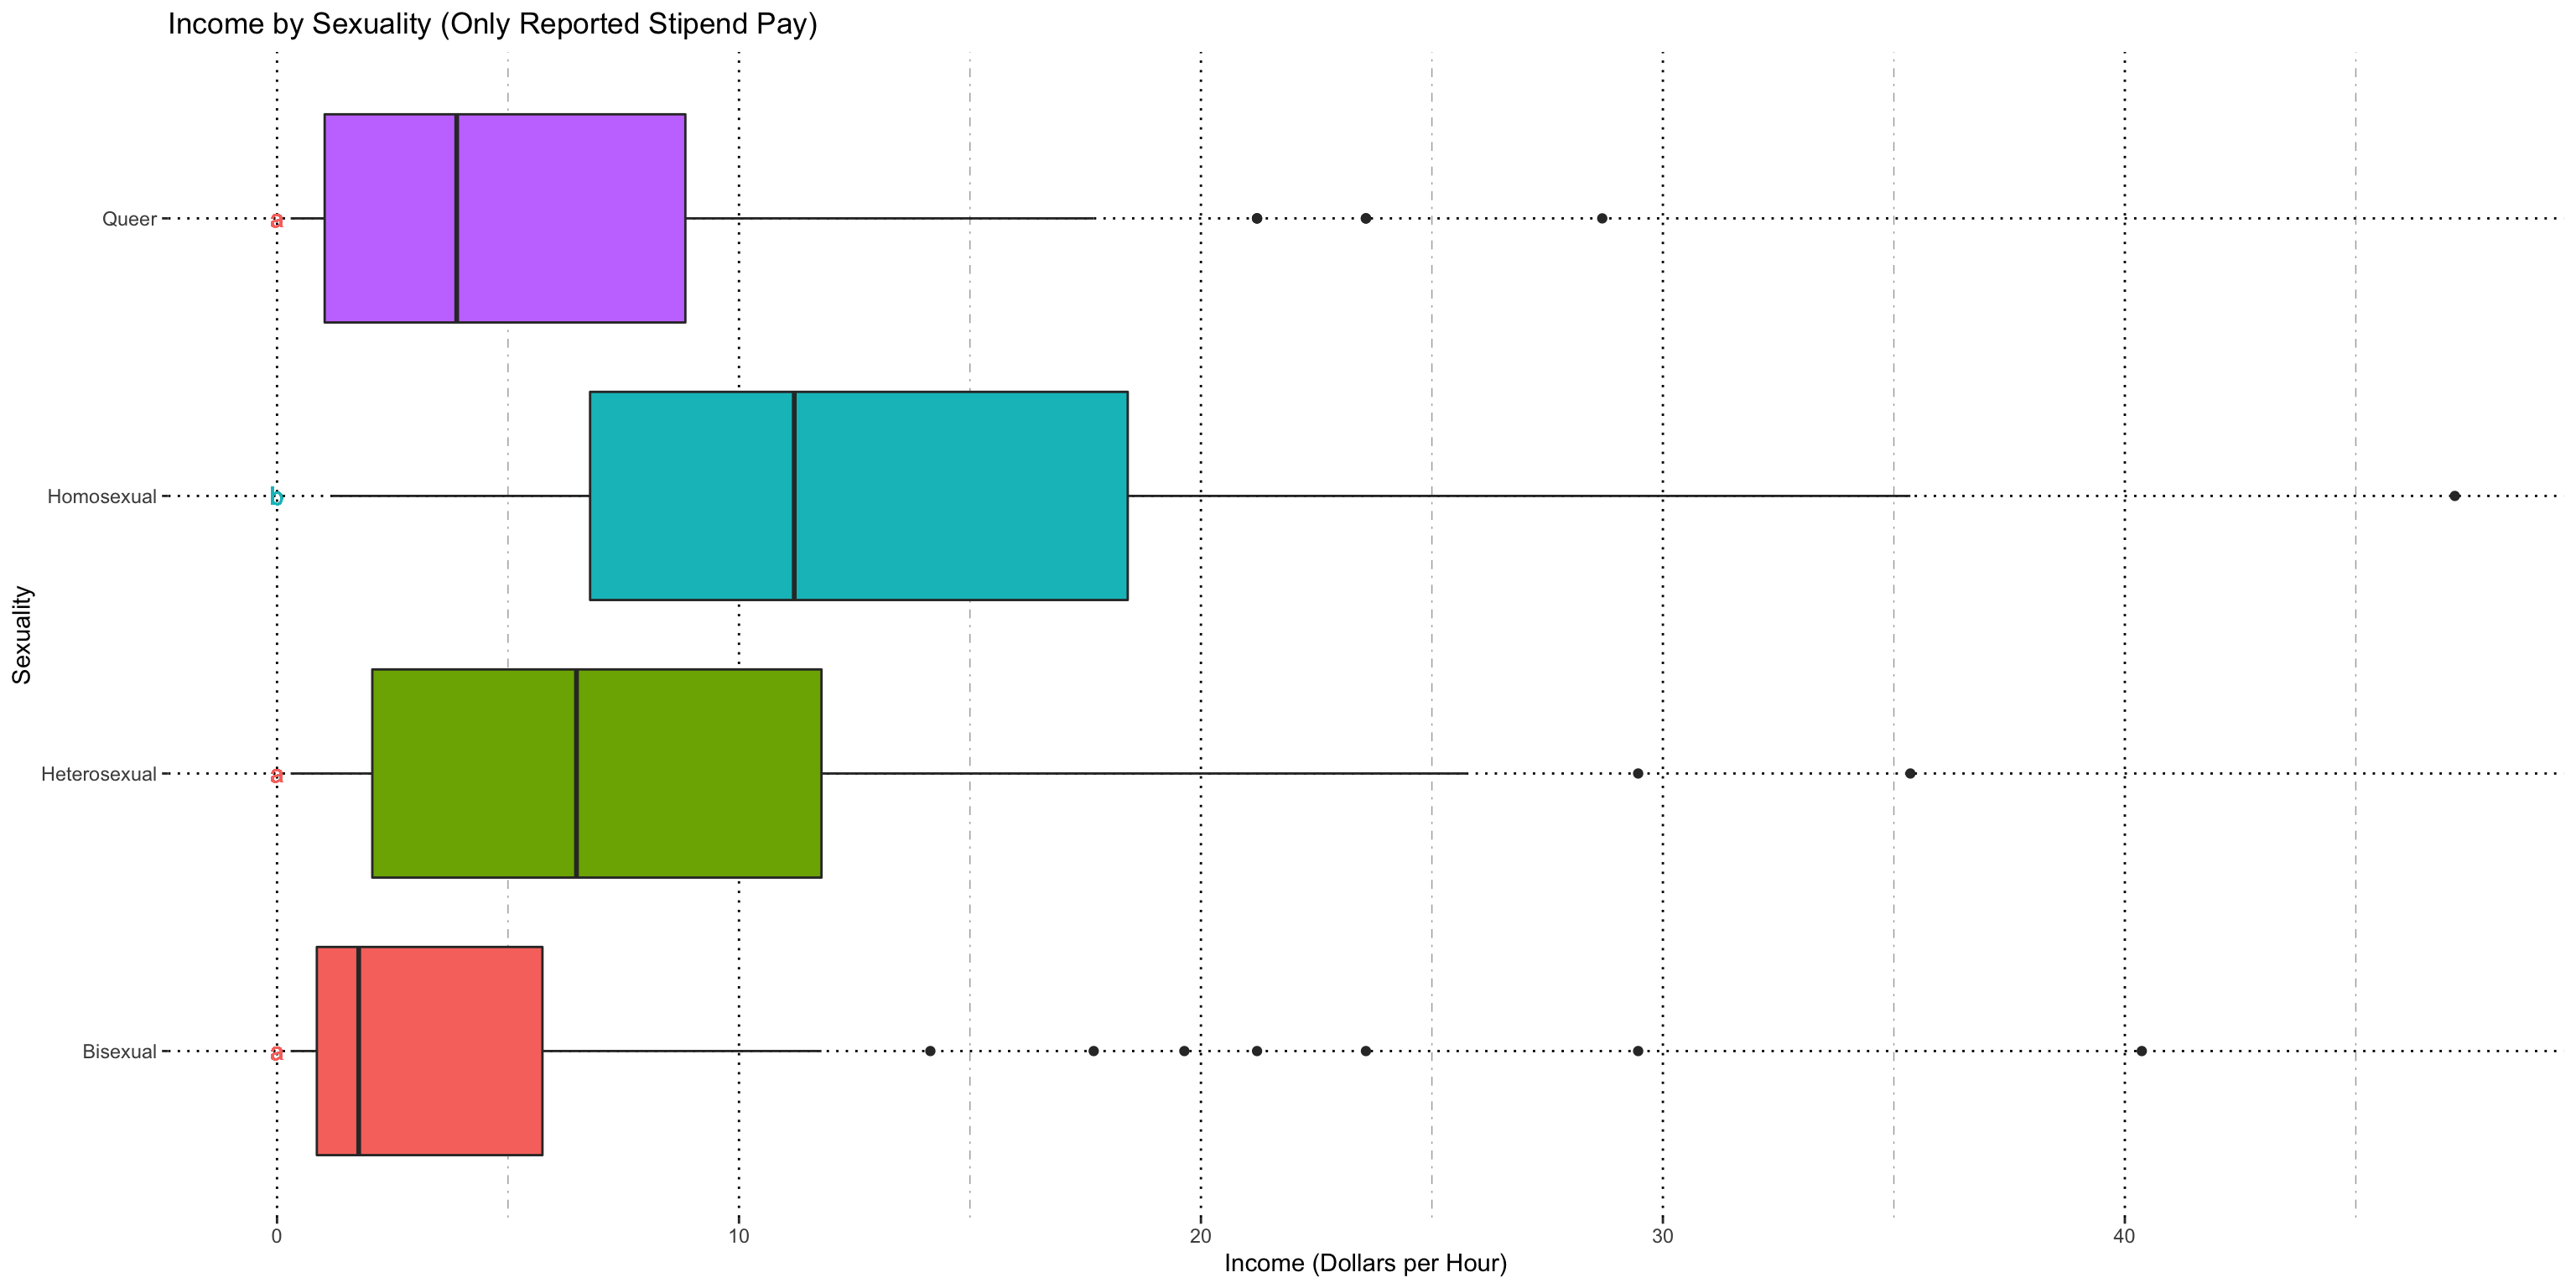 Income by Sexuality (Only Reported Stipend Pay)
Sexuality
Queer
a
Homosexual
b
Heterosexual
a
Bisexual
a
0 10 20 30 40
Income (Dollars per Hour)